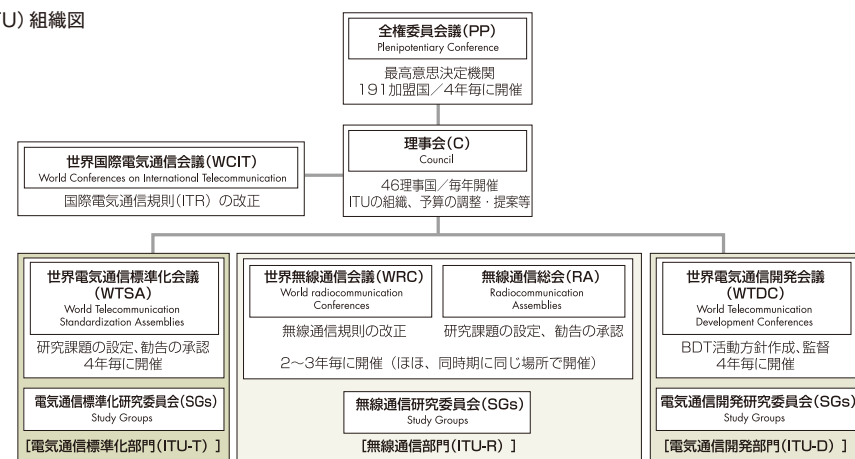 TU）組織図
全権委員会議（PP）
Plenipotentiary Conference
最高意思決定機関
191加盟国／4年毎に開催
理事会（C）
Council
46理事国／毎年開催
ITUの組織、予算の調整・提案等
世界国際電気通信会議（WCIT）
World Conferences on International Telecommunication
国際電気通信規則（ITR）の改正
世界電気通信標準化会議
（WTSA）
World Telecommunication
Standardization Assemblies
研究課題の設定、勧告の承認
4年毎に開催
電気通信標準化研究委員会（SGs）
Study Groups
［電気通信標準化部門（ITU-T）］
世界無線通信会議（WRC）
World radiocommunication
Conferences
無線通信規則の改正
無線通信総会（RA）
Radiocommunication
Assemblies
研究課題の設定、勧告の承認
2～3年毎に開催（ほぼ、同時期に同じ場所で開催）
無線通信研究委員会（SGs）
Study Groups
［無線通信部門（ITU-R）］
世界電気通信開発会議
（WTDC）
World Telecommunication
Development Conferences
BDT活動方針作成、監督
4年毎に開催
電気通信開発研究委員会（SGs）
Study Groups
［電気通信開発部門（ITU-D）］